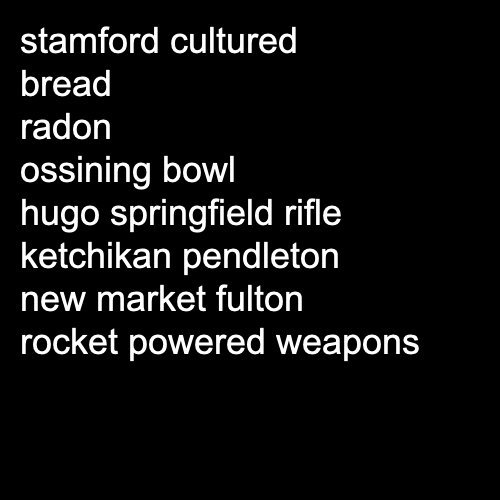 stamford cultured
bread
radon
ossining bowl
hugo springfield rifle
ketchikan pendleton
new market fulton
rocket powered weapons